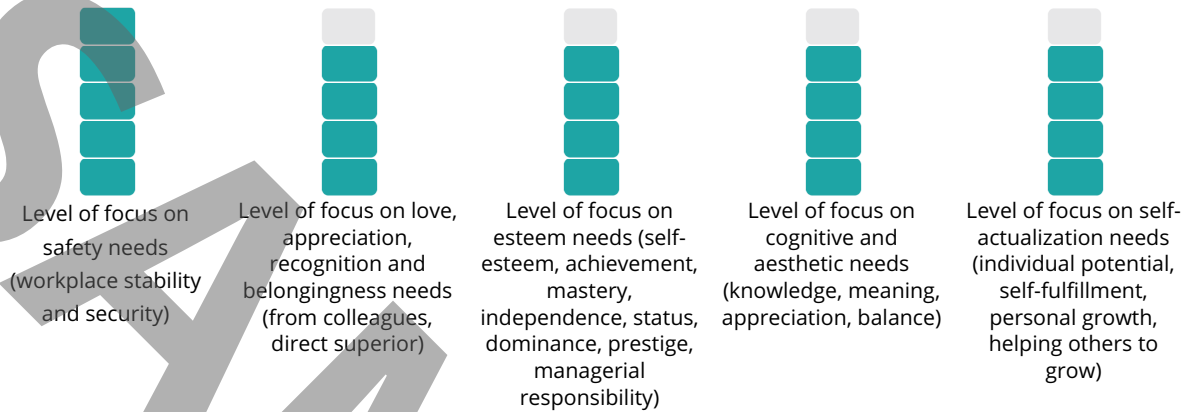 Level of focus on
safety needs
(workplace stability
and security)
Level of focus on love,
appreciation,
recognition and
belongingness needs
(from colleagues,
direct superior)
Level of focus on
esteem needs (self-
esteem, achievement,
mastery,
independence, status,
dominance, prestige,
managerial
responsibility)
Level of focus on
cognitive and
aesthetic needs
(knowledge, meaning,
appreciation, balance)
Level of focus on self-
actualization needs
(individual potential,
self-fulfillment,
personal growth,
helping others to
grow)